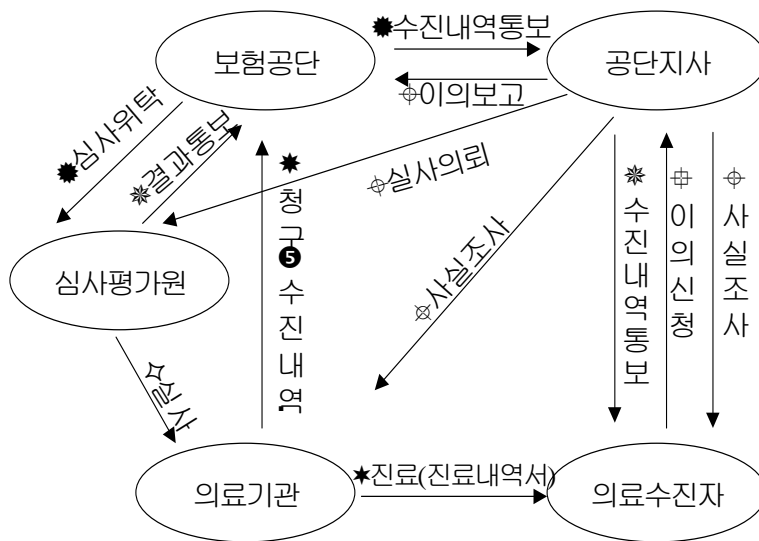 ✹수진내역통보
보험공단
공단지사
이의보고
✹심사위탁
결과통보
실사의뢰
✶청구❺수진내역
수진내역통보
이의신청
사실조사
사실조사
심사평가원
✧실사
의료기관
✶진료(진료내역서)
의료수진자